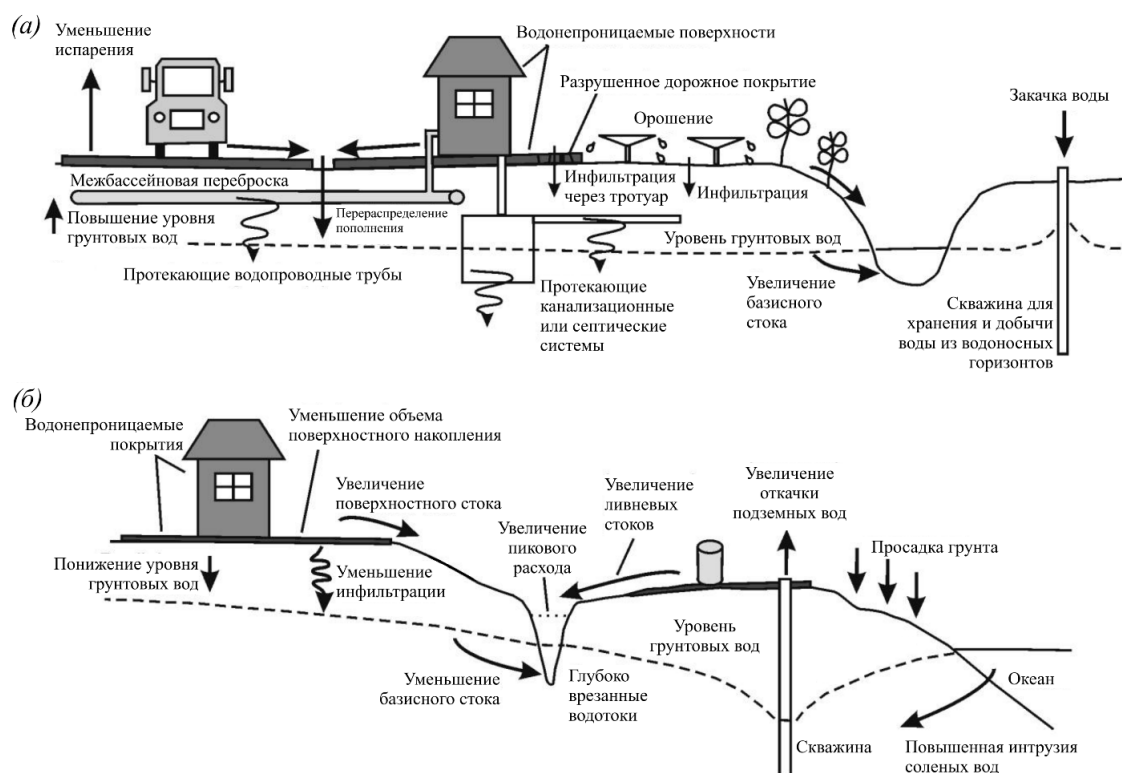 (а)
Уменьшение
испарения
Водонепроницаемые поверхности
Разрушенное дорожное покрытие
Орошение
Закачка воды
Межбассейновая переброска
Инфильтрация
через тротуар
Инфильтрация
Повышение уровня
грунтовых вод
Перераспределение
пополнения
Уровень грунтовых вод
Протекающие водопроводные трубы
Протекающие
канализационные
или септические
системы
Увеличение
базисного
стока
Скважина для
хранения и добычи
воды из водоносных
горизонтов
(б)
Водонепроницаемые
покрытия
Уменьшение объема
поверхностного накопления
Увеличение
поверхностного стока
Увеличение
пикового
расхода
Увеличение
ливневых
стоков
Увеличение
откачки
подземных вод
Просадка грунта
Понижение уровня
грунтовых вод
Уменьшение
инфильтрации
Уровень
грунтовых вод
Уменьшение
базисного стока
Глубоко
врезанные
водотоки
Океан
Скважина
Повышенная интрузия
соленых вод